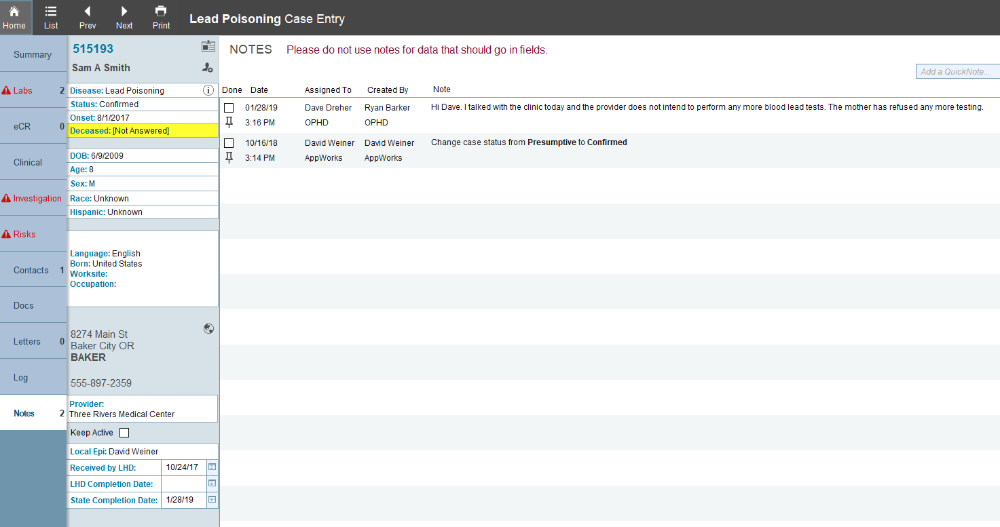 Home List Prev Next Print Lead Poisoning Case Entry
Summary
Labs 2
eCR 0
Clinical
Investigation
Risks
Contacts 1
Docs
Letters 0
Log
Notes 2
515193
Sam A Smith
Disease: Lead Poisoning
Status: Confirmed
Onset: 8/1/2017
Deceased: [Not Answered]
DOB: 6/9/2009
Age: 8
Sex: M
Race: Unknown
Hispanic: Unknown
Language: English
Born: United States
Worksite:
Occupation:
8274 Main St
Baker City OR
BAKER
555-897-2359
Provider:
Three Rivers Medical Center
Keep Active
Local Epi: David Weiner
Received by LHD: 10/24/17
LHD Completion Date:
State Completion Date: 1/28/19
NOTES Please do not use notes for data that should go in fields.
Add a QuickNote...
Done Date Assigned To Created By Note
01/28/19 Dave Dreher Ryan Barker Hi Dave. I talked with the clinic today and the provider does not intend to perform any more blood lead tests. The mother has refused any more testing.
3:16 PM OPHD OPHD
10/16/18 David Weiner David Weiner Change case status from Presumptive to Confirmed
3:14 PM AppWorks AppWorks